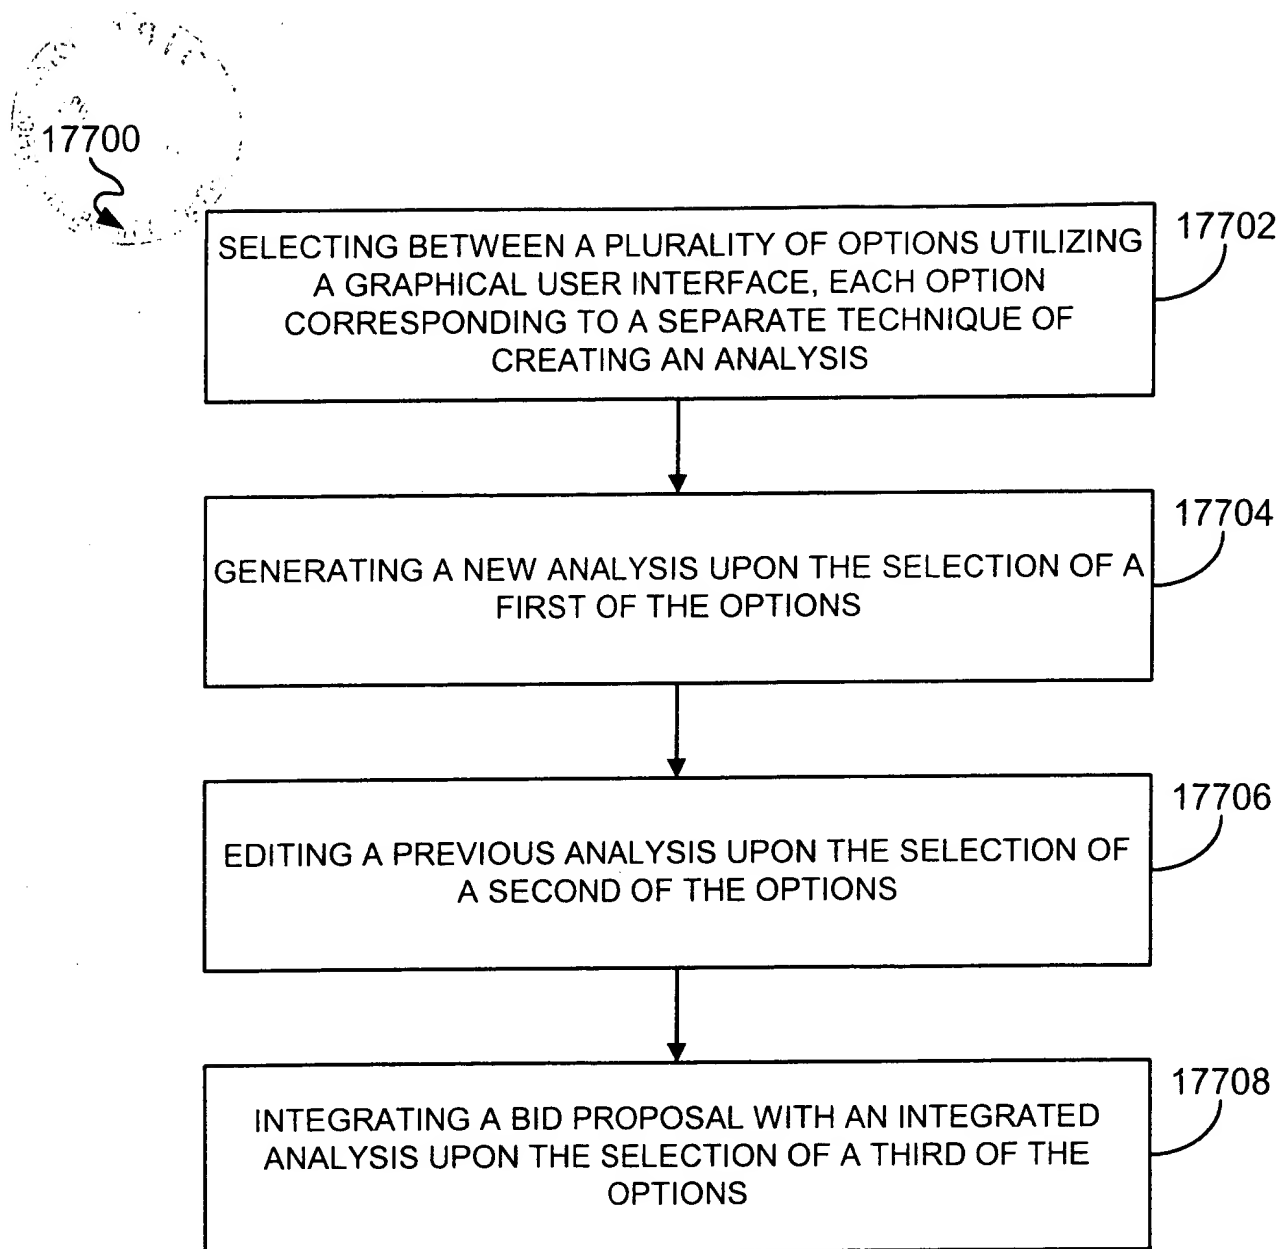 17700
17702
SELECTING BETWEEN A PLURALITY OF OPTIONS UTILIZING
A GRAPHICAL USER INTERFACE, EACH OPTION
CORRESPONDING TO A SEPARATE TECHNIQUE OF
CREATING AN ANALYSIS
17704
GENERATING A NEW ANALYSIS UPON THE SELECTION OF A
FIRST OF THE OPTIONS
17706
EDITING A PREVIOUS ANALYSIS UPON THE SELECTION OF
A SECOND OF THE OPTIONS
17708
INTEGRATING A BID PROPOSAL WITH AN INTEGRATED
ANALYSIS UPON THE SELECTION OF A THIRD OF THE
OPTIONS